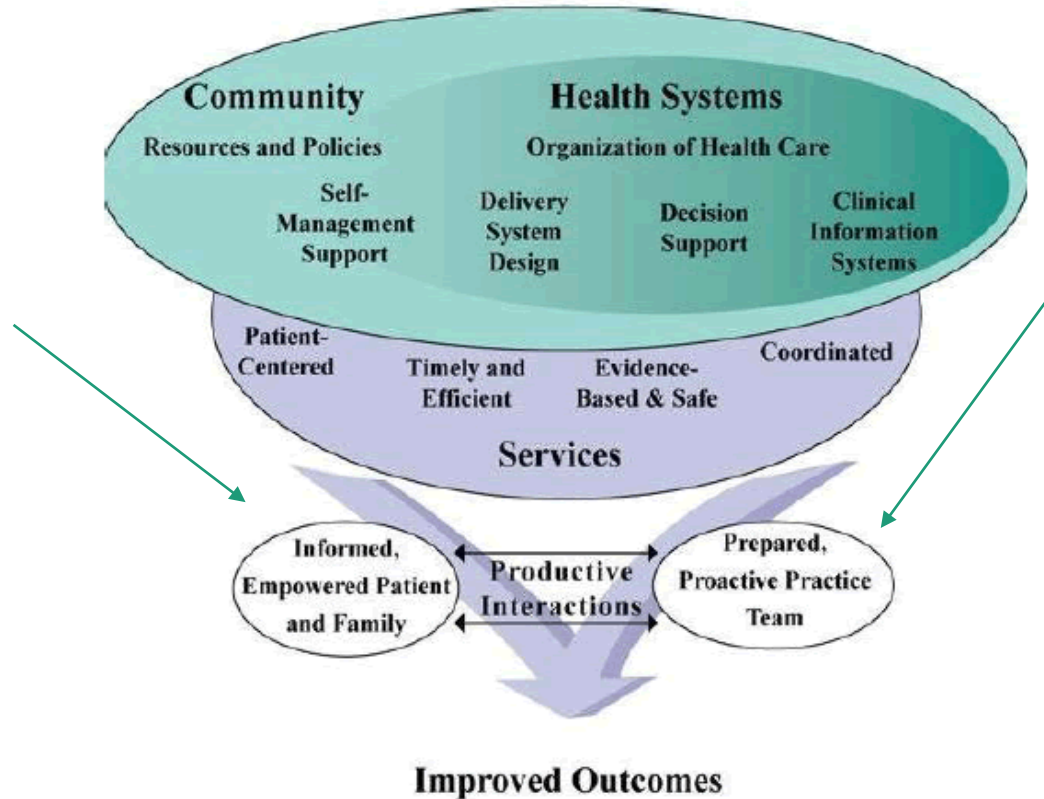 Community
Health Systems
Resources and Policies
Organization of Health Care
Self-
Management
Support
Delivery
System
Design
Decision
Support
Clinical
Information
Systems
Patient-
Centered
Timely and
Efficient
Evidence-
Based & Safe
Coordinated
Services
Informed,
Empowered Patient
and Family
Productive
Interactions
Prepared,
Proactive Practice
Team
Improved Outcomes